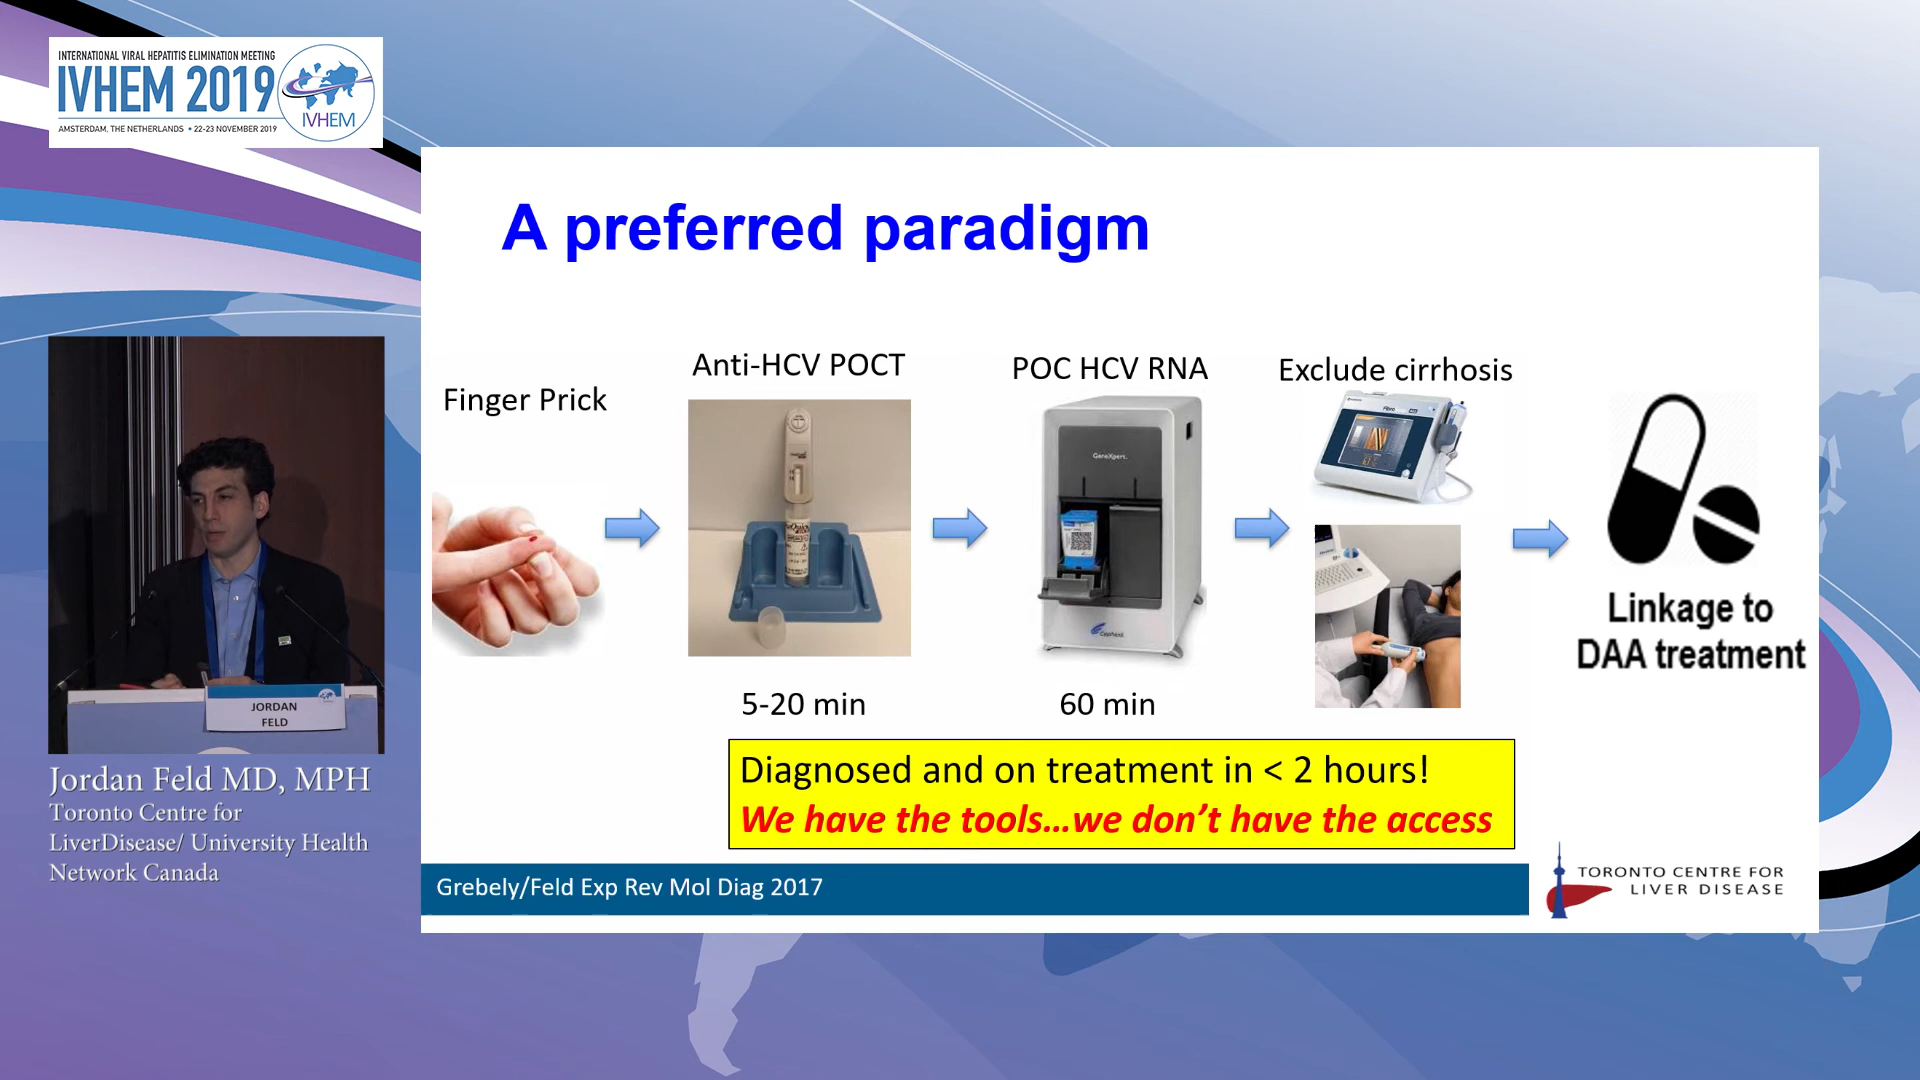 INTERNATIONAL VIRAL HEPATITIS ELIMINATION MEETING
IVHEM 2019
IVHEM
AMSTERDAM, THE NETHERLANDS • 22-23 NOVEMBER 2019
A preferred paradigm
Finger Prick
Anti-HCV POCT
POC HCV RNA
Exclude cirrhosis
GeneXpert.
Cepheid.
Fibro
Linkage to
DAA treatment
5-20 min
60 min
Diagnosed and on treatment in < 2 hours!
We have the tools...we don't have the access
Grebely/Feld Exp Rev Mol Diag 2017
TORONTO CENTRE FOR
LIVER DISEASE
JORDAN
FELD
Jordan Feld MD, MPH
Toronto Centre for
LiverDisease/ University Health
Network Canada